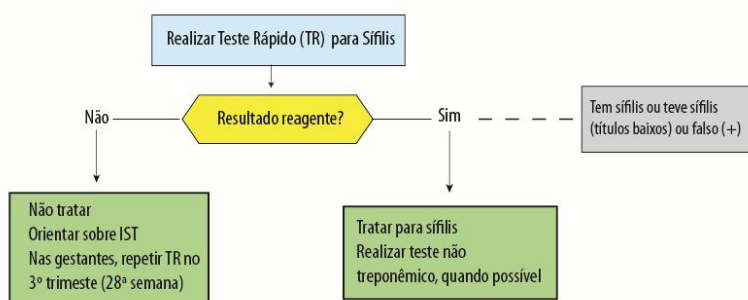 Realizar Teste Rápido (TR) para Sífilis
Resultado reagente?
Não
Sim
Tem sífilis ou teve sífilis
(títulos baixos) ou falso (+)
Não tratar
Orientar sobre IST
Nas gestantes, repetir TR no
3º trimeste (28ª semana)
Tratar para sífilis
Realizar teste não
treponêmico, quando possível